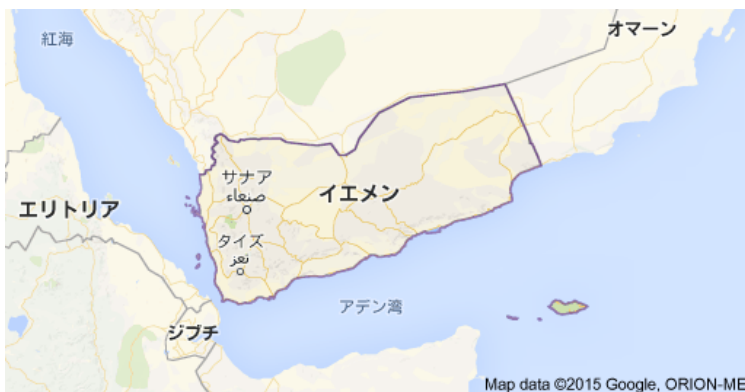 紅海
オマーン
サナア
صنعاء
イエメン
エリトリア
タイズ
تعز
アデン湾
ジブチ
Map data ©2015 Google, ORION-ME